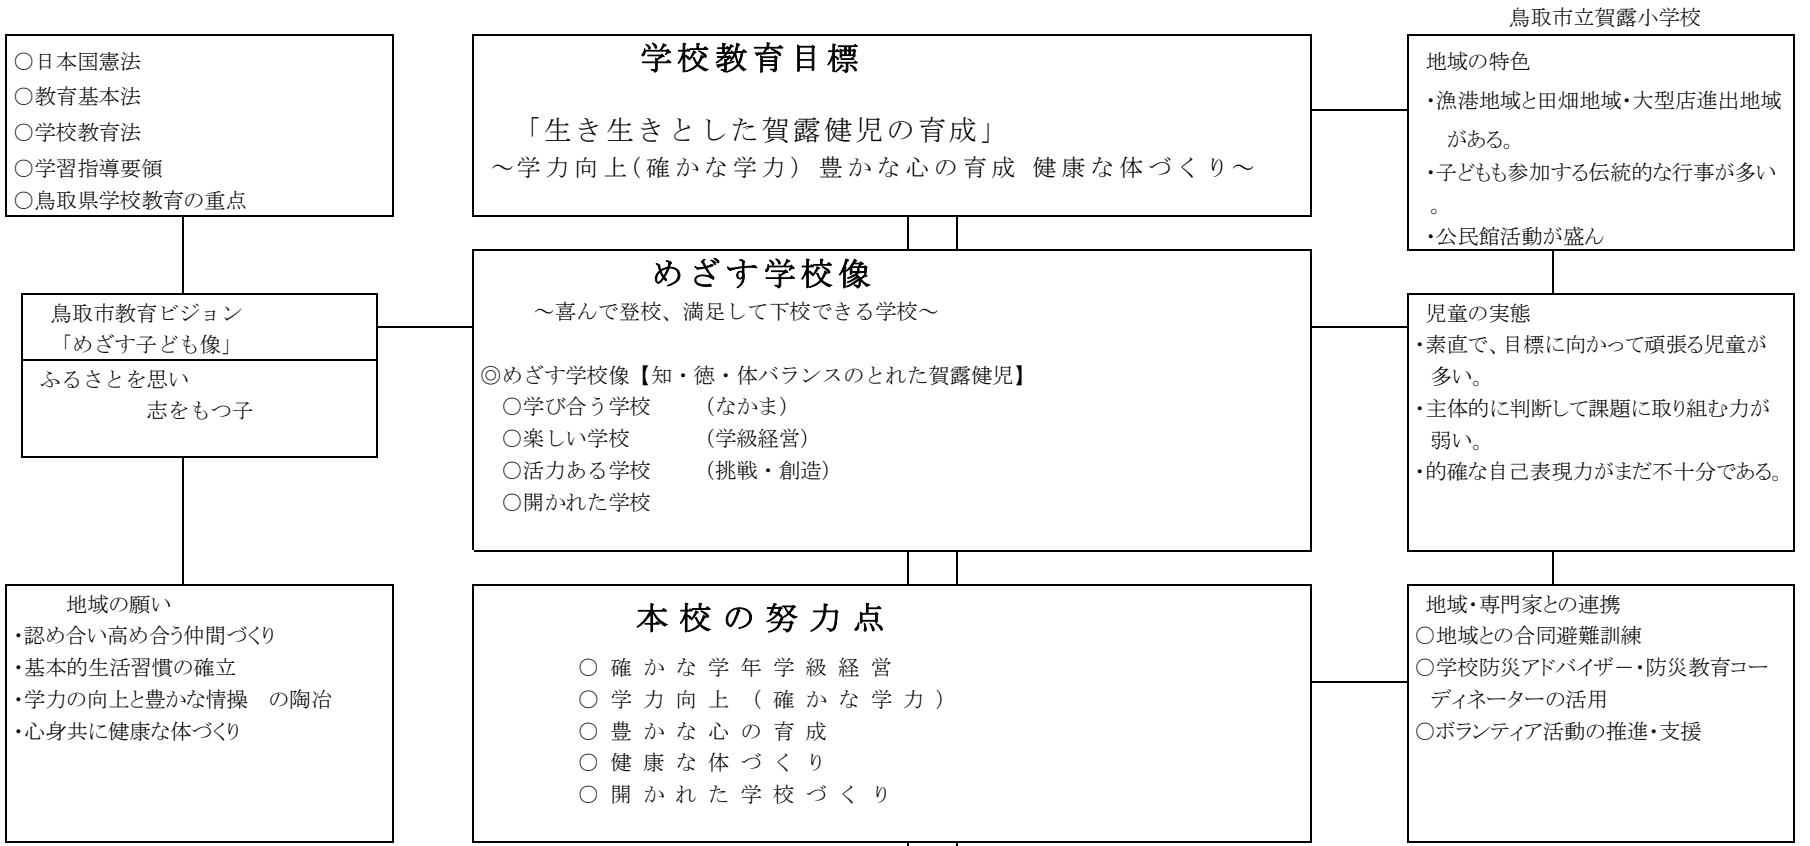 鳥取市立賀露小学校
○日本国憲法
○教育基本法
○学校教育法
○学習指導要領
○鳥取県学校教育の重点
学校教育目標
「生き生きとした賀露健児の育成」
～学力向上(確かな学力) 豊かな心の育成 健康な体づくり～
地域の特色
・漁港地域と田畑地域・大型店進出地域
がある。
・子どもも参加する伝統的な行事が多い
。
・公民館活動が盛ん
鳥取市教育ビジョン
「めざす子ども像」
ふるさとを思い
志をもつ子
めざす学校像
～喜んで登校、満足して下校できる学校～
◎めざす学校像【知・徳・体バランスのとれた賀露健児】
○学び合う学校 （なかま）
○楽しい学校 （学級経営）
○活力ある学校 （挑戦・創造）
○開かれた学校
児童の実態
・素直で、目標に向かって頑張る児童が
多い。
・主体的に判断して課題に取り組む力が
弱い。
・的確な自己表現力がまだ不十分である。
地域の願い
・認め合い高め合う仲間づくり
・基本的生活習慣の確立
・学力の向上と豊かな情操　の陶冶
・心身共に健康な体づくり
本校の努力点
○ 確かな学年学級経営
○ 学力向上（確かな学力）
○ 豊かな心の育成
○ 健康な体づくり
○ 開かれた学校づくり
地域・専門家との連携
○地域との合同避難訓練
○学校防災アドバイザ－・防災教育コー
ディネーターの活用
○ボランティア活動の推進・支援